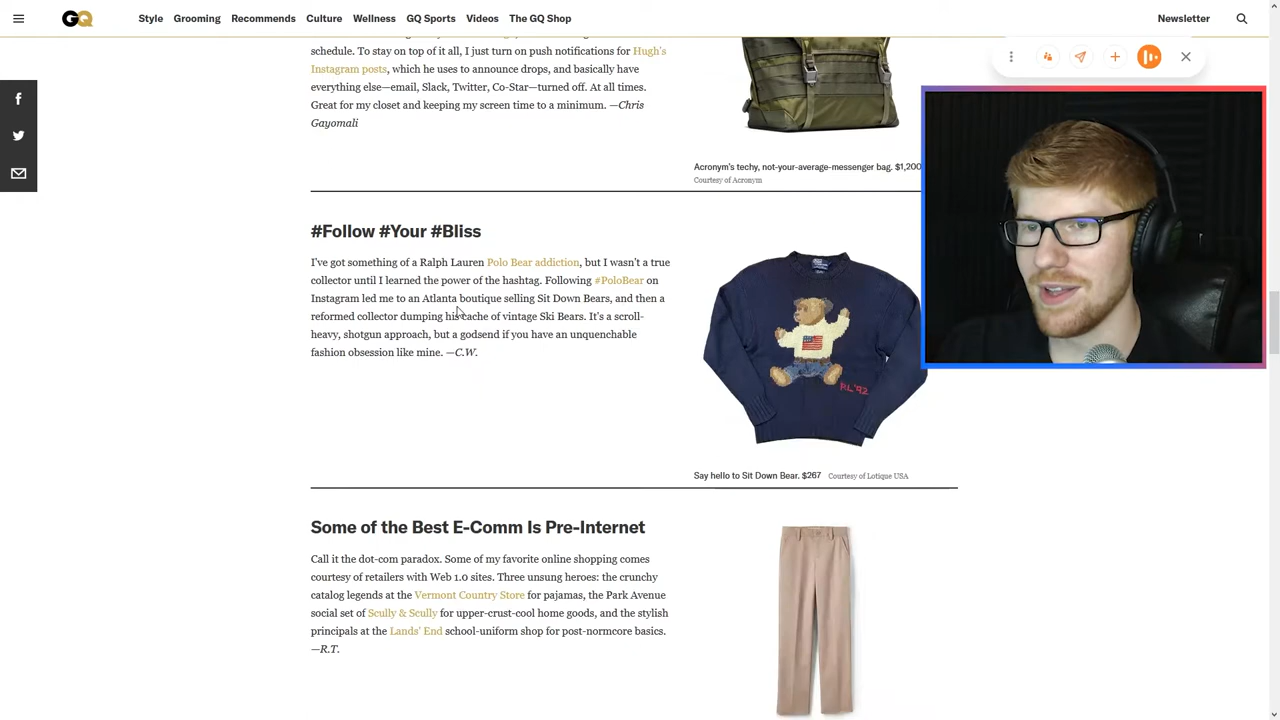 GQ
Style
Grooming
Recommends
Culture
Wellness
GQ Sports
Videos
The GQ Shop
Newsletter
schedule. To stay on top of it all, I just turn on push notifications for Hugh's
Instagram posts, which he uses to announce drops, and basically have
everything else—email, Slack, Twitter, Co-Star—turned off. At all times.
Great for my closet and keeping my screen time to a minimum. —Chris
Gayomali
Acronym's techy, not-your-average-messenger bag. $1,200
Courtesy of Acronym
#Follow #Your #Bliss
I've got something of a Ralph Lauren Polo Bear addiction, but I wasn't a true
collector until I learned the power of the hashtag. Following #PoloBear on
Instagram led me to an Atlanta boutique selling Sit Down Bears, and then a
reformed collector dumping his cache of vintage Ski Bears. It's a scroll-
heavy, shotgun approach, but a godsend if you have an unquenchable
fashion obsession like mine. —C.W.
R.L.'92
Say hello to Sit Down Bear. $267 Courtesy of Lotique USA
Some of the Best E-Comm Is Pre-Internet
Call it the dot-com paradox. Some of my favorite online shopping comes
courtesy of retailers with Web 1.0 sites. Three unsung heroes: the crunchy
catalog legends at the Vermont Country Store for pajamas, the Park Avenue
social set of Scully & Scully for upper-crust-cool home goods, and the stylish
principals at the Lands' End school-uniform shop for post-normcore basics.
—R.T.